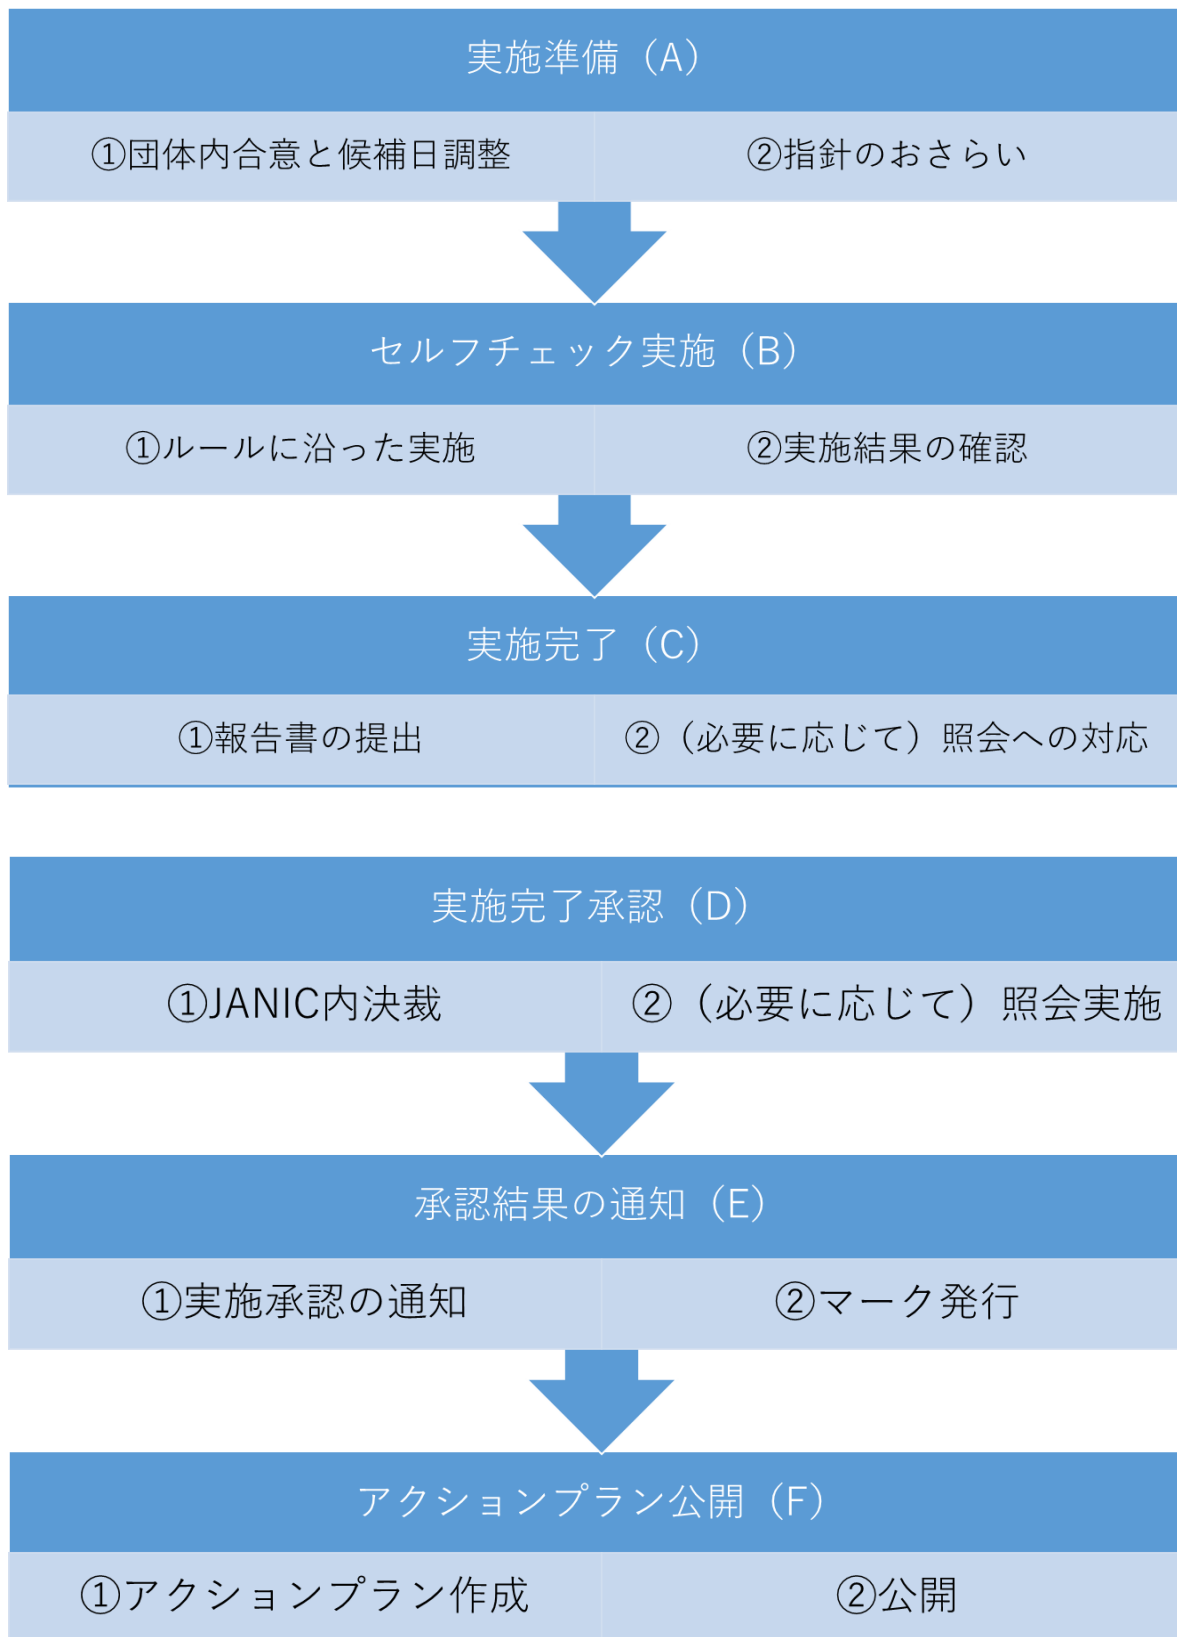 実施準備（A）
①団体内合意と候補日調整
②指針のおさらい
セルフチェック実施（B）
①ルールに沿った実施
②実施結果の確認
実施完了（C）
①報告書の提出
②（必要に応じて）照会への対応
実施完了承認（D）
①JANIC内決裁
②（必要に応じて）照会実施
承認結果の通知（E）
①実施承認の通知
②マーク発行
アクションプラン公開（F）
①アクションプラン作成
②公開